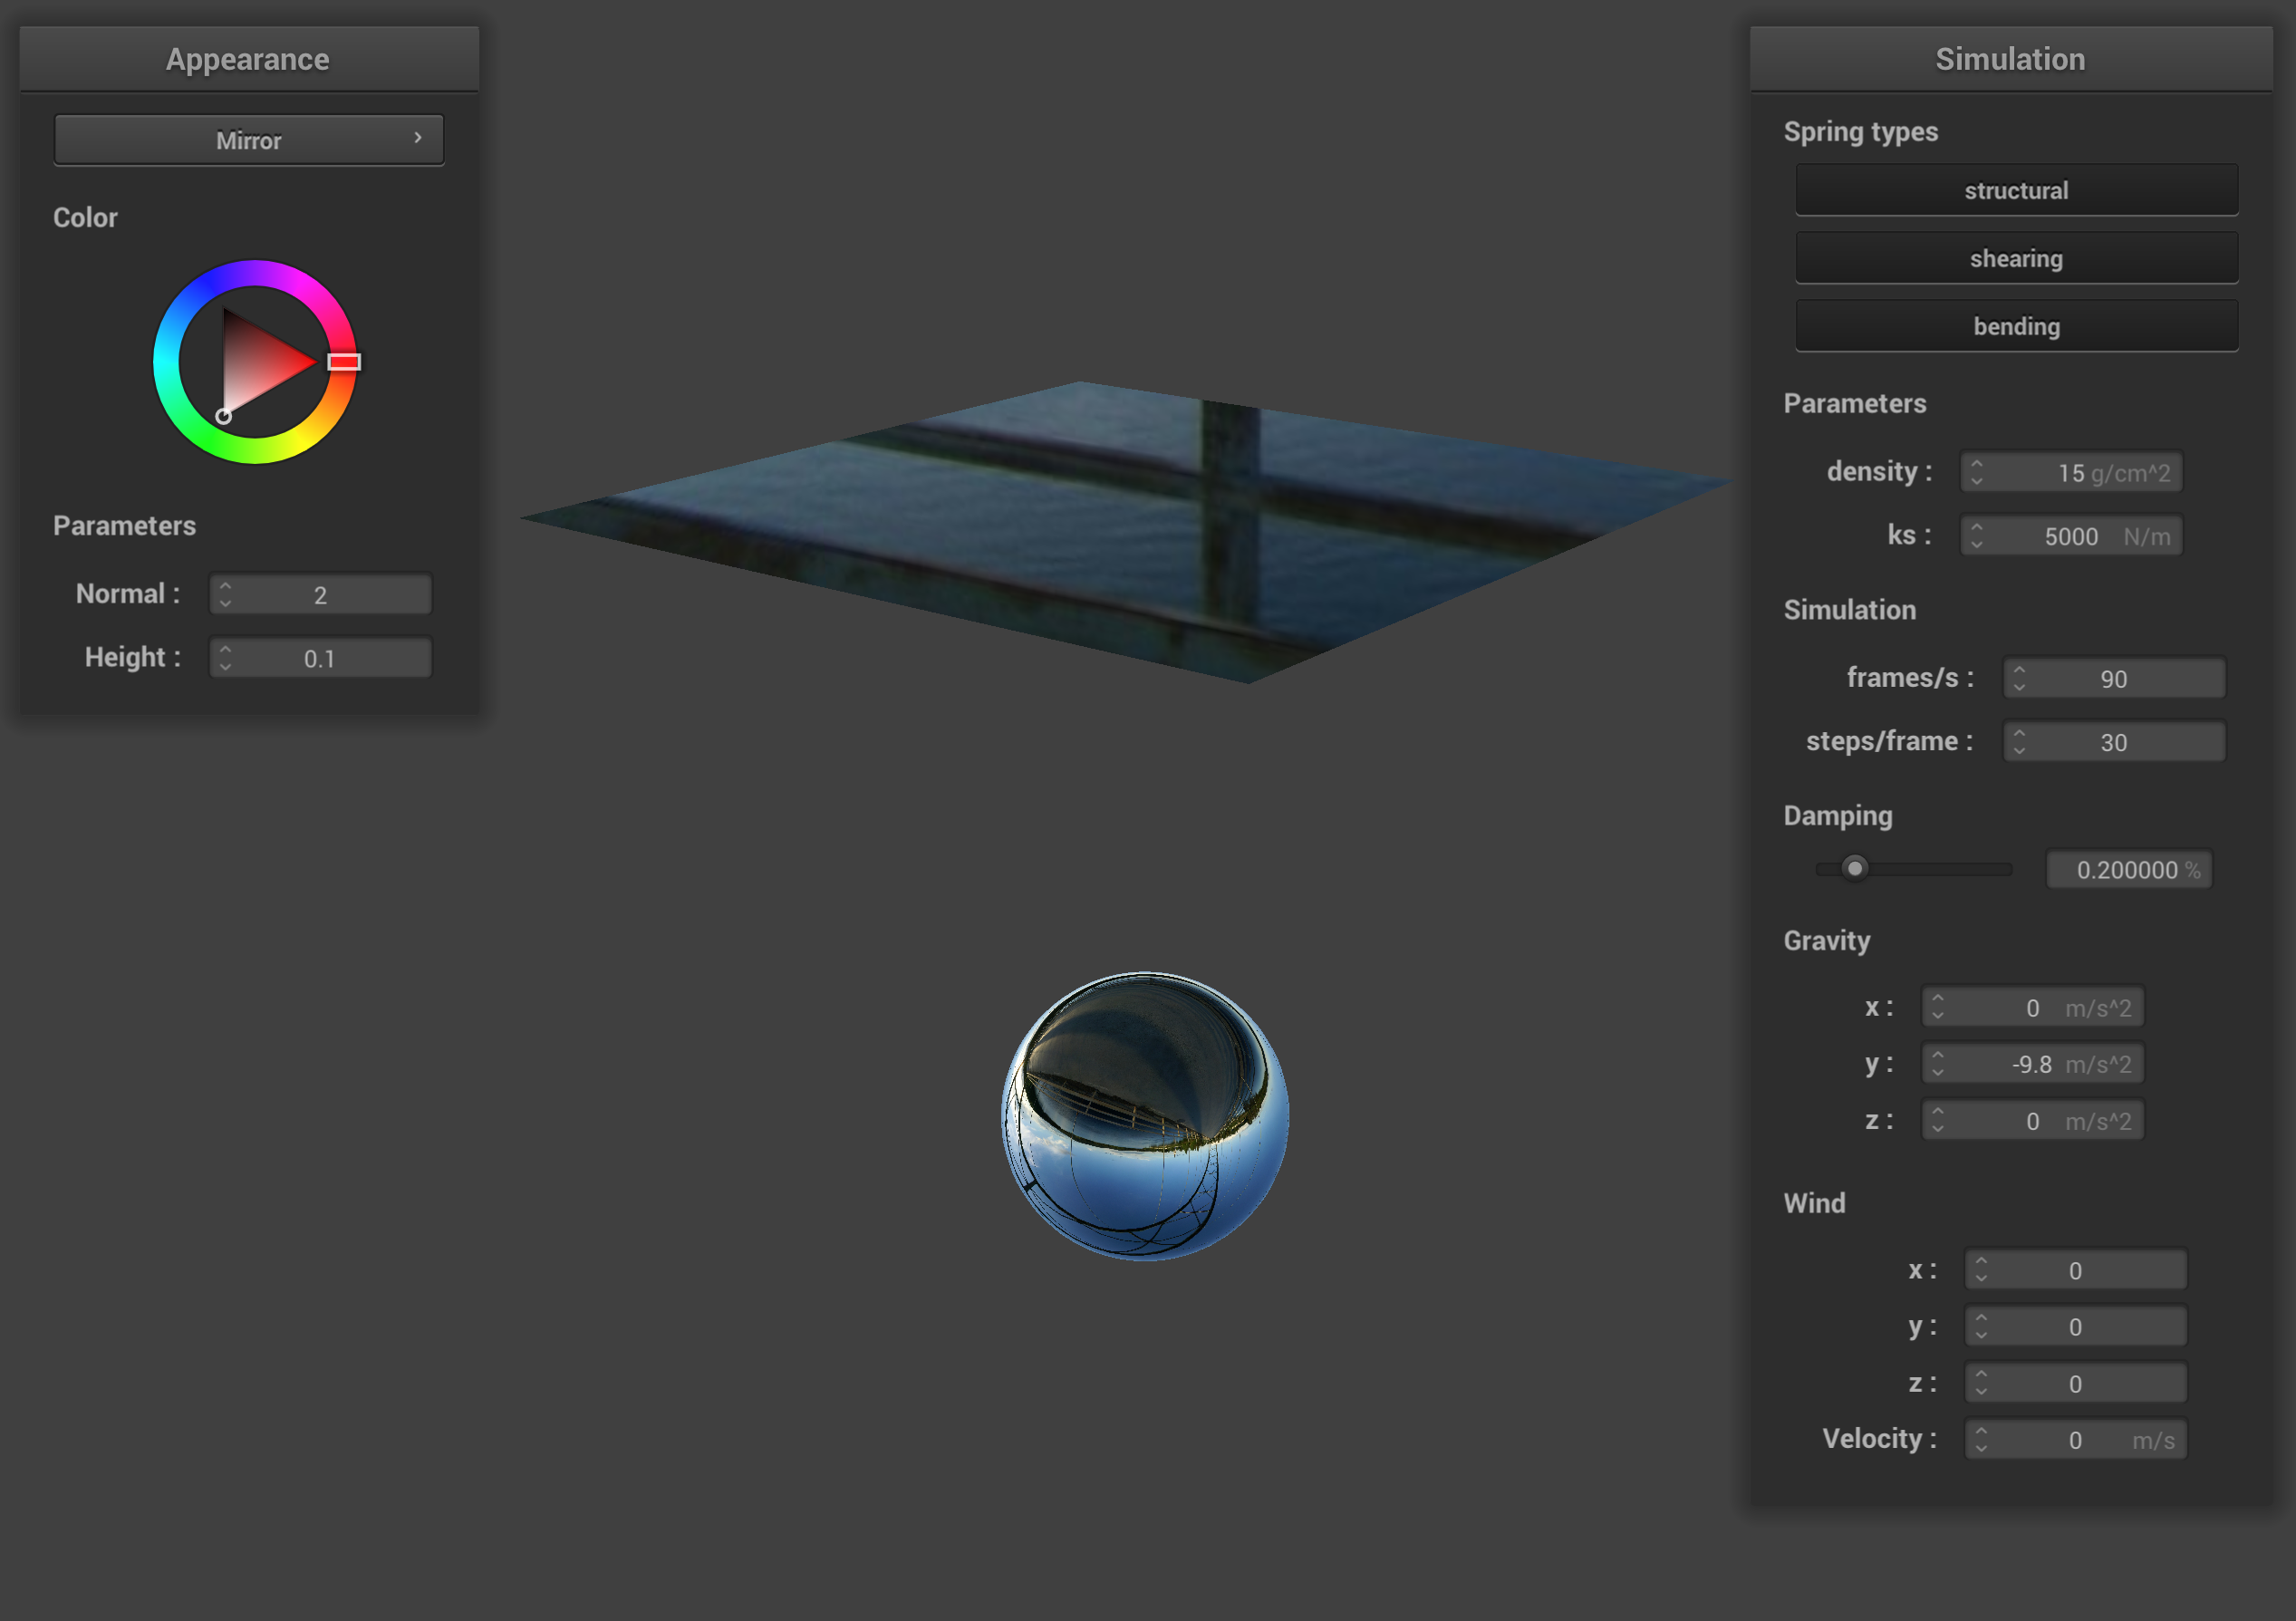 Appearance
Mirror
Color
Parameters
Normal : 2
Height : 0.1
Simulation
Spring types
structural
shearing
bending
Parameters
density : 15 g/cm^2
ks : 5000 N/m
Simulation
frames/s : 90
steps/frame : 30
Damping
0.200000 %
Gravity
x : 0 m/s^2
y : -9.8 m/s^2
z : 0 m/s^2
Wind
x : 0
y : 0
z : 0
Velocity : 0 m/s